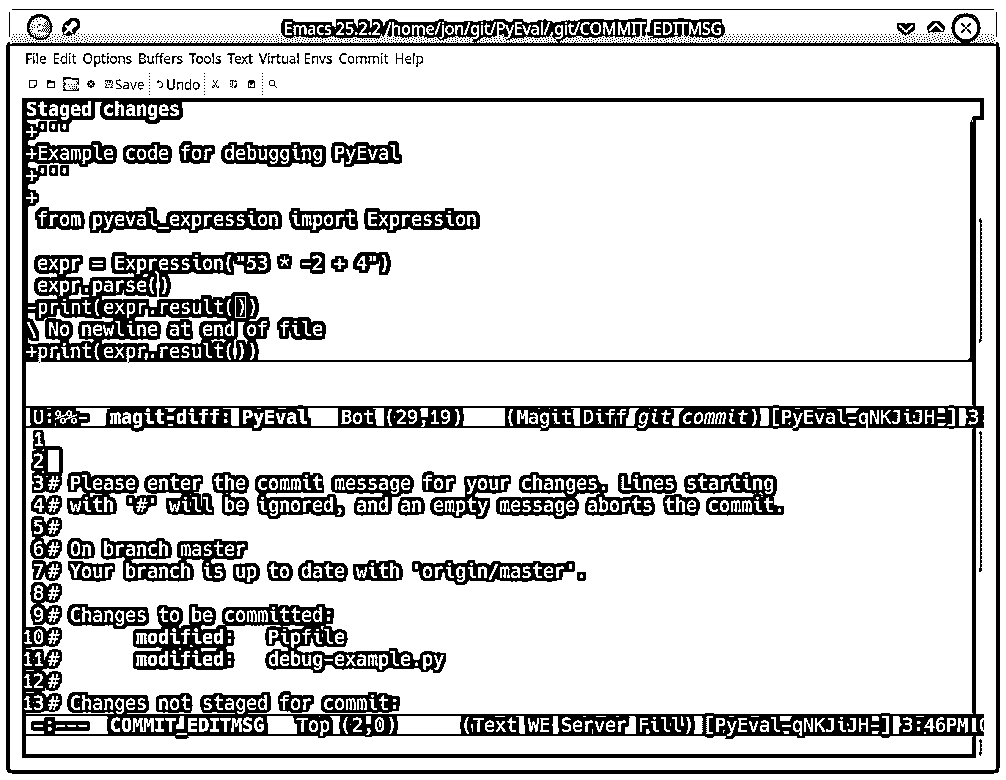 Emacs 25.2.2 /home/jon/git/PyEval/.git/COMMIT_EDITMSG
File Edit Options Buffers Tools Text Virtual Envs Commit Help
Save Undo
Staged changes
+"""
+Example code for debugging PyEval
+"""
+
from pyeval_expression import Expression
expr = Expression("53 * -2 + 4")
expr.parse()
-print(expr.result())
\ No newline at end of file
+print(expr.result())
U:%%- magit-diff: PyEval Bot (29,19) (Magit Diff git commit) [PyEval-qNKJiJH-] 3:
1
2
3# Please enter the commit message for your changes. Lines starting
4# with '#' will be ignored, and an empty message aborts the commit.
5#
6# On branch master
7# Your branch is up to date with 'origin/master'.
8#
9# Changes to be committed:
10# modified: Pipfile
11# modified: debug-example.py
12#
13# Changes not staged for commit:
-:--- COMMIT_EDITMSG Top (2,0) (Text WE Server Fill) [PyEval-qNKJiJH-] 3:46PM